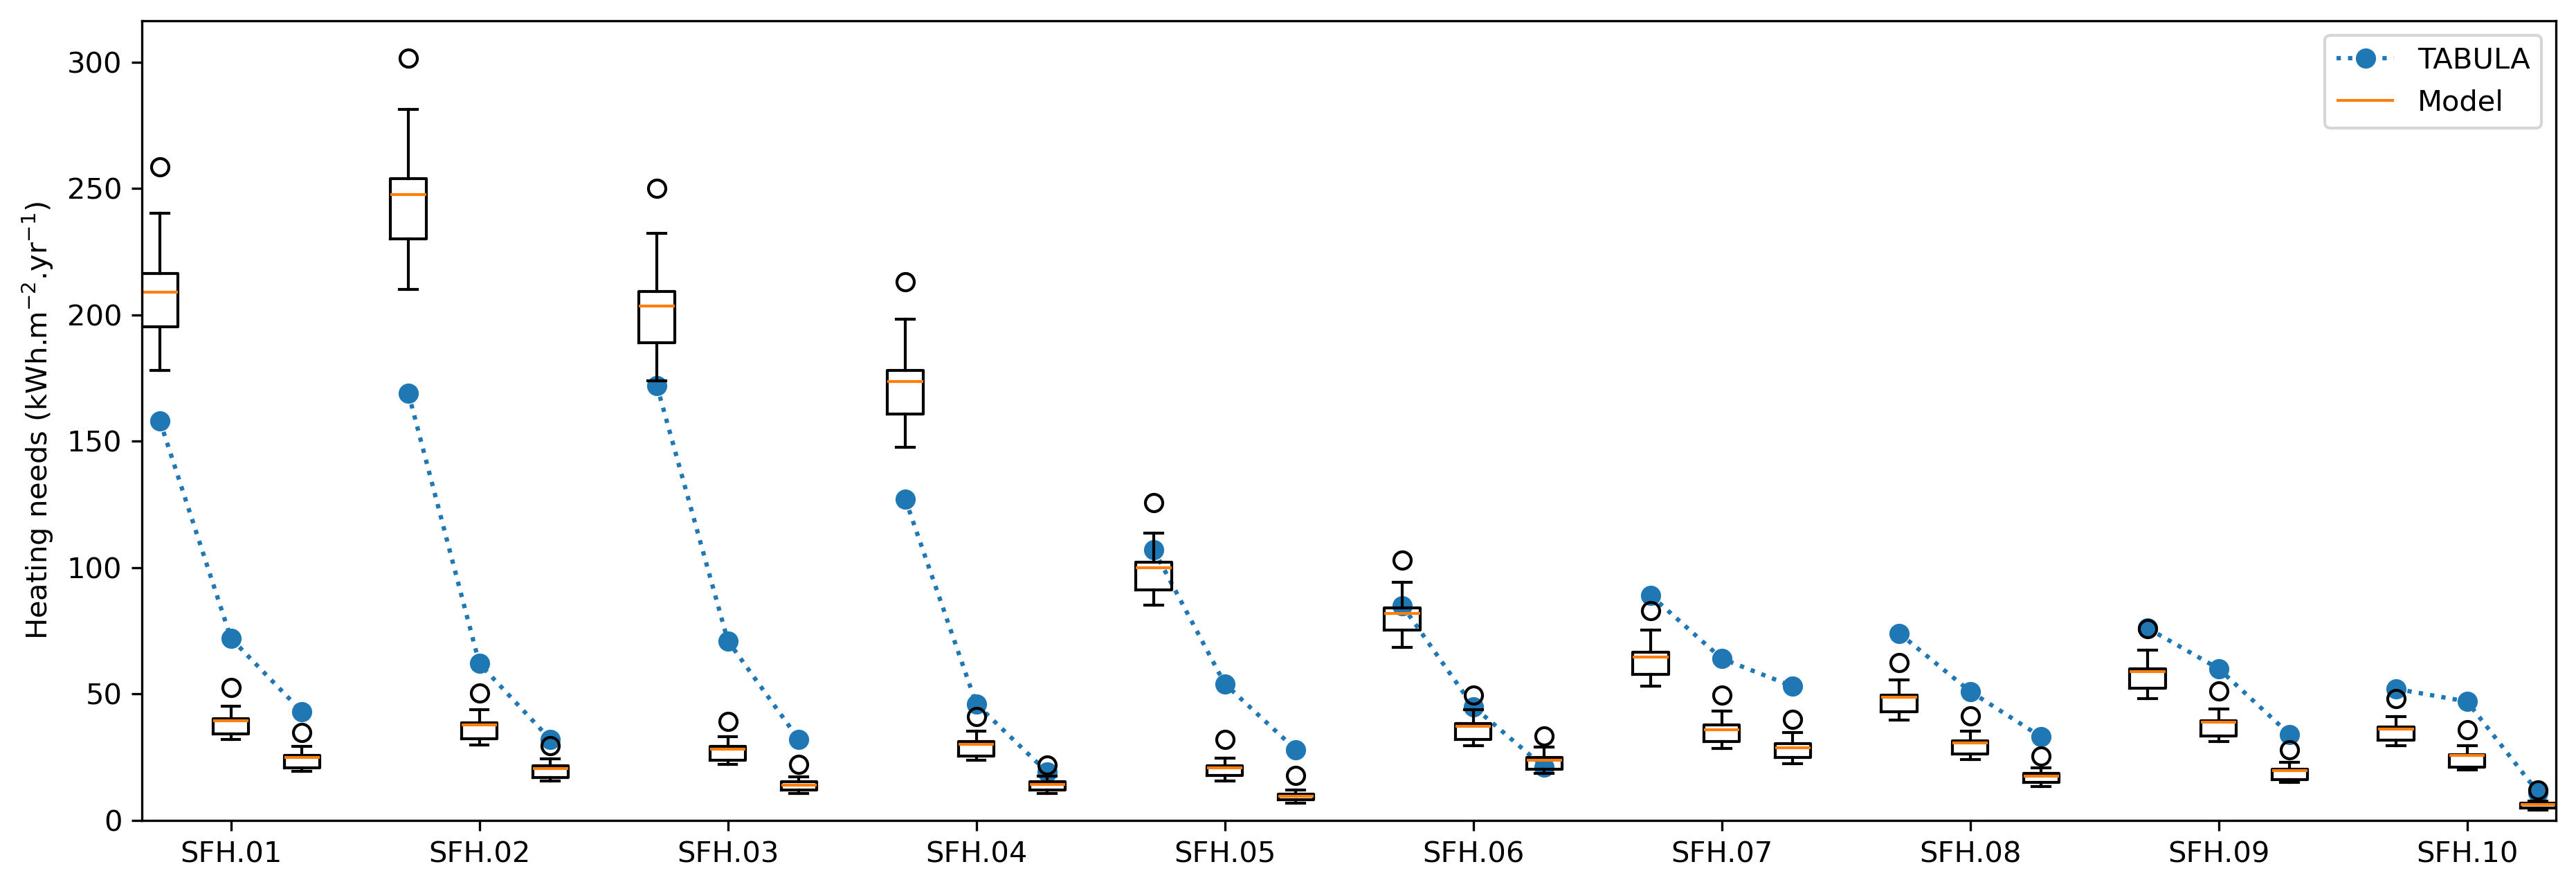 TABULA
Model
Heating needs (kWh.m⁻².yr⁻¹)
300
250
200
150
100
50
0
SFH.01 SFH.02 SFH.03 SFH.04 SFH.05 SFH.06 SFH.07 SFH.08 SFH.09 SFH.10